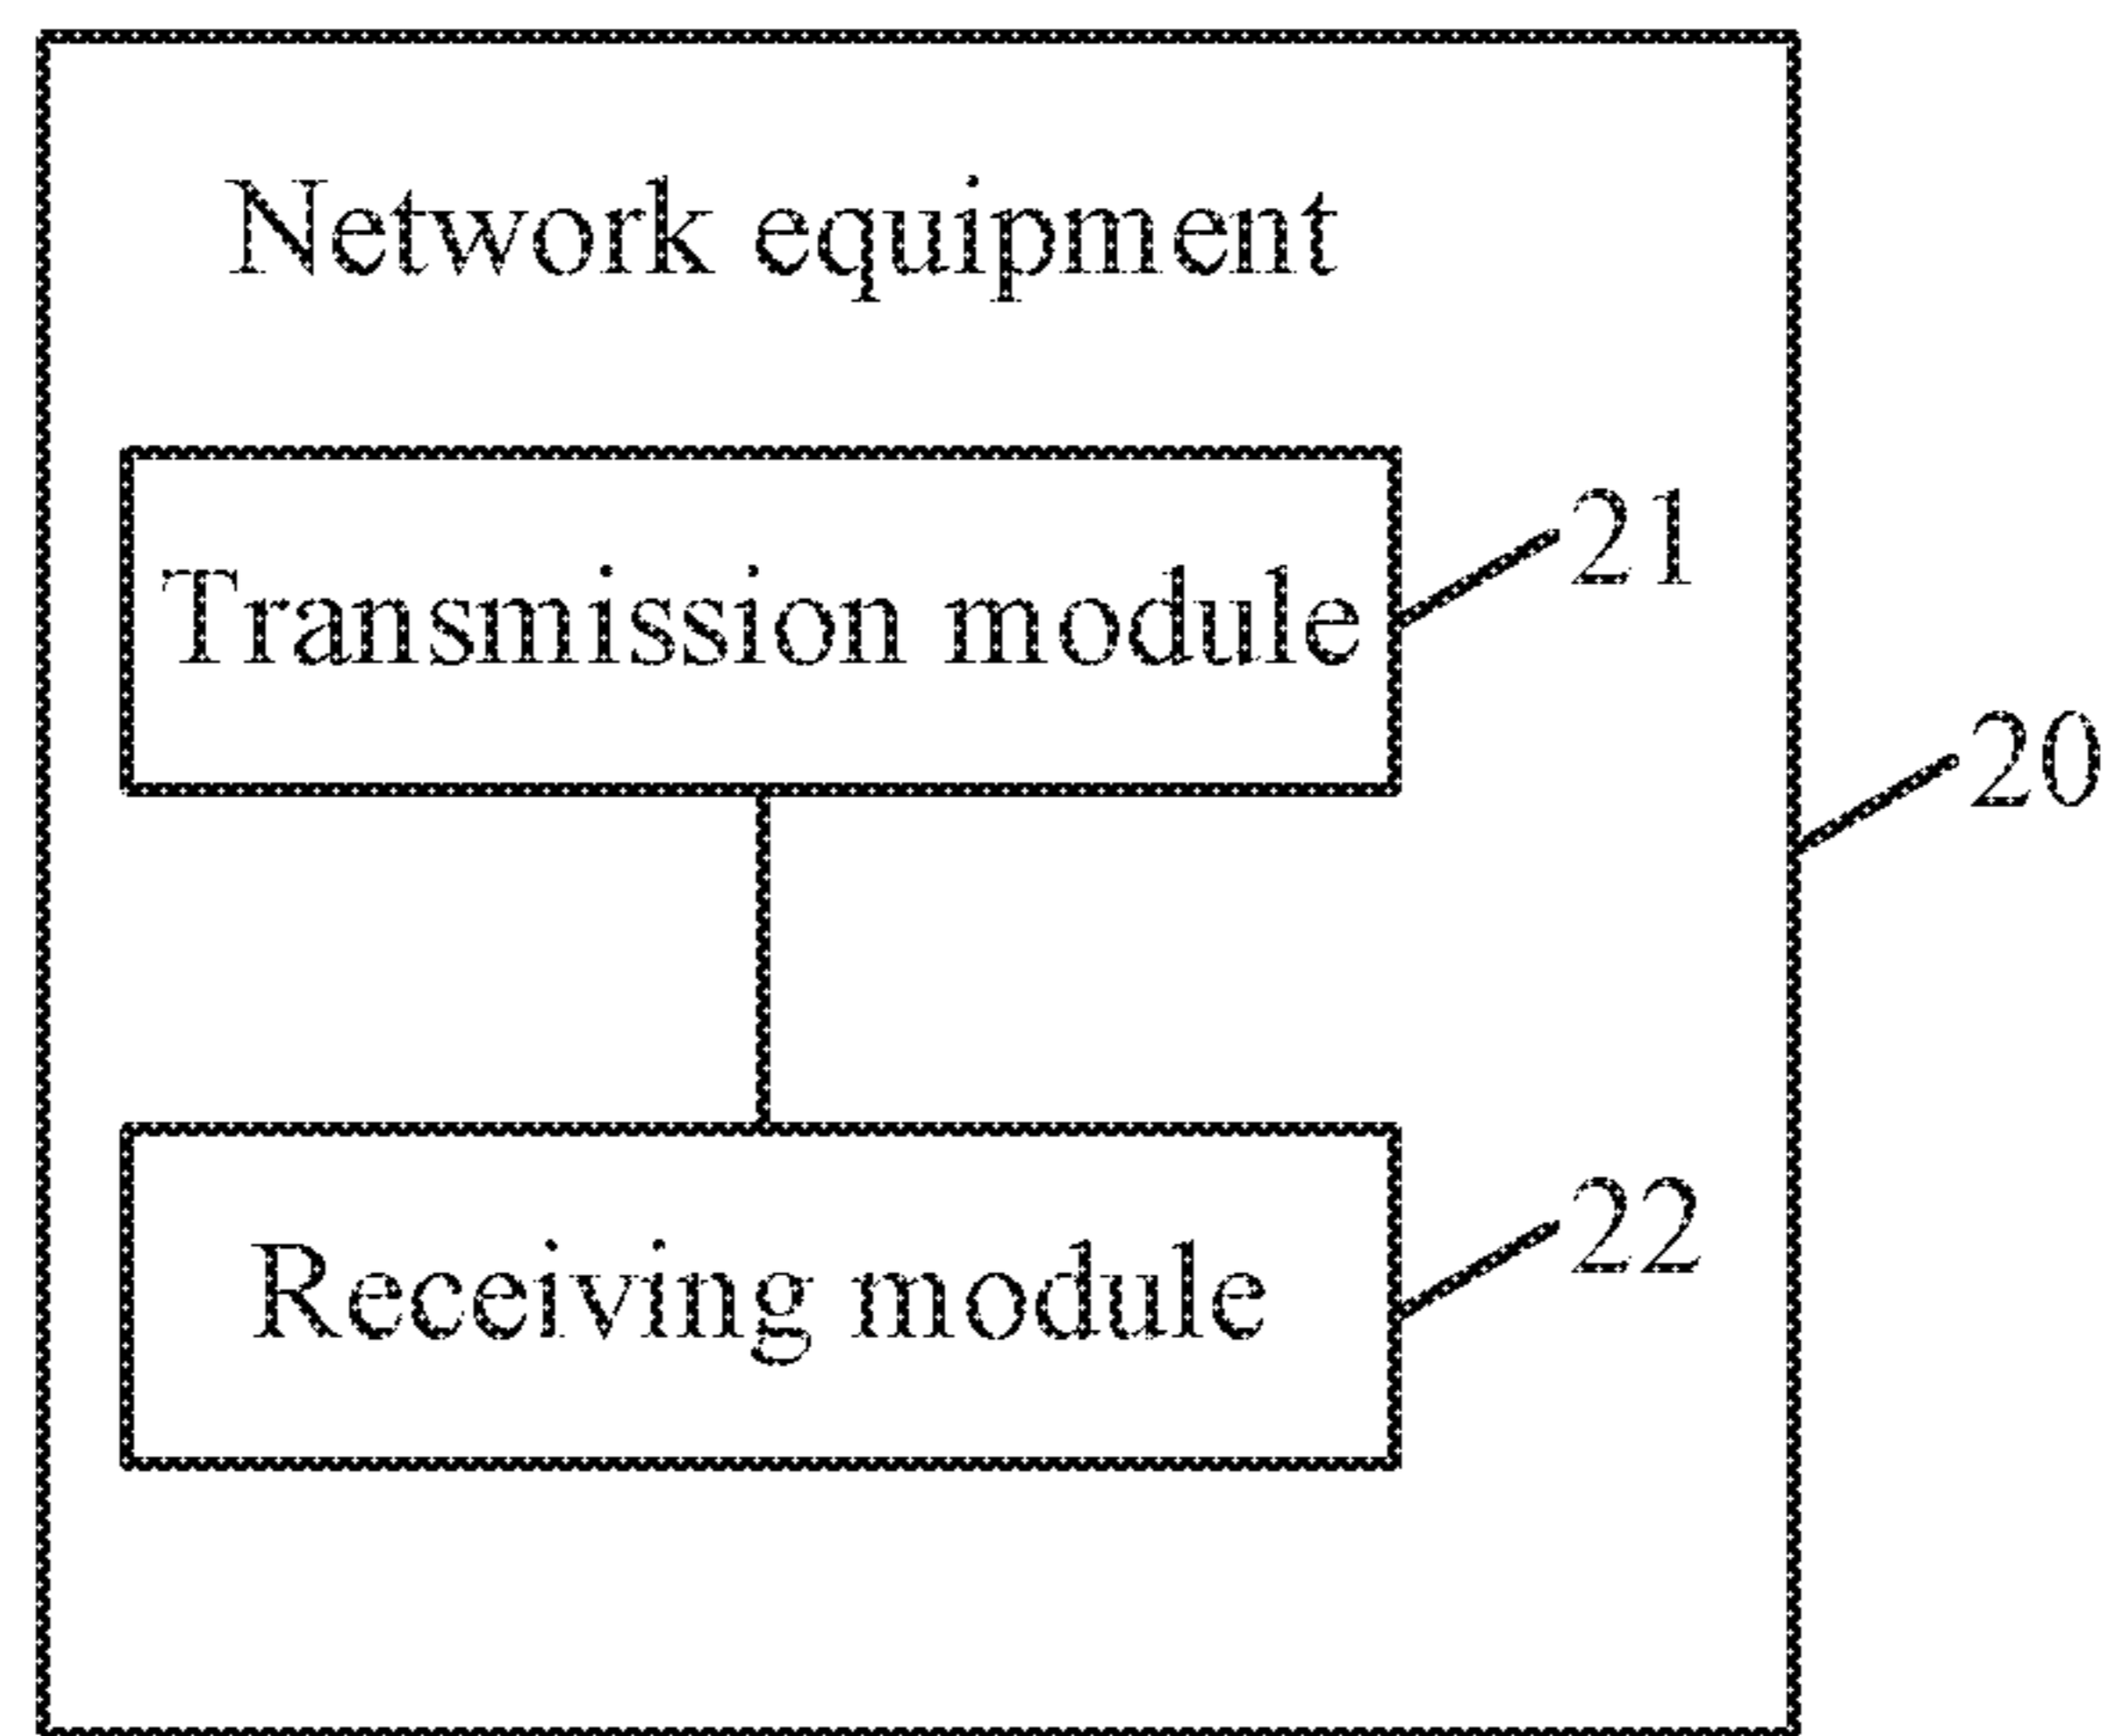 Network equipment
Transmission module
21
20
Receiving module
22